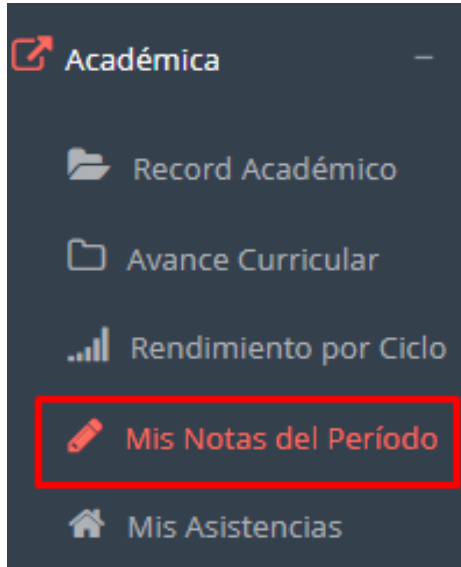 Académica
Record Académico
Avance Curricular
Rendimiento por Ciclo
Mis Notas del Período
Mis Asistencias